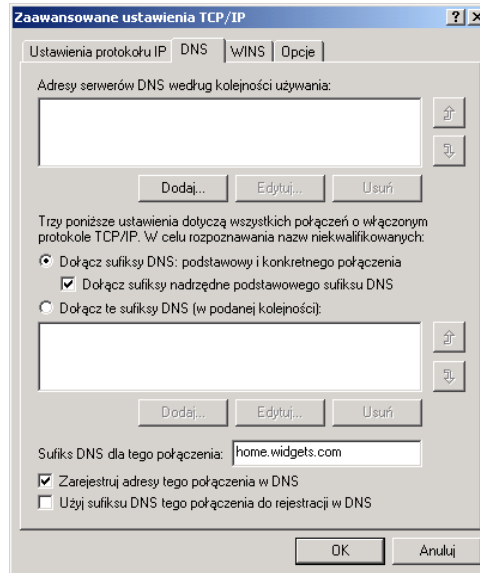 Zaawansowane ustawienia TCP/IP
Ustawienia protokołu IP DNS WINS Opcje
Adresy serwerów DNS według kolejności używania:
Dodaj... Edytuj... Usuń
Trzy poniższe ustawienia dotyczą wszystkich połączeń o włączonym
protokole TCP/IP. W celu rozpoznawania nazw niekwalifikowanych:
Dołącz sufiksy DNS: podstawowy i konkretnego połączenia
Dołącz sufiksy nadrzędne podstawowego sufiksu DNS
Dołącz te sufiksy DNS (w podanej kolejności):
Dodaj... Edytuj... Usuń
Sufiks DNS dla tego połączenia: home.widgets.com
Zarejestruj adresy tego połączenia w DNS
Użyj sufiksu DNS tego połączenia do rejestracji w DNS
OK Anuluj